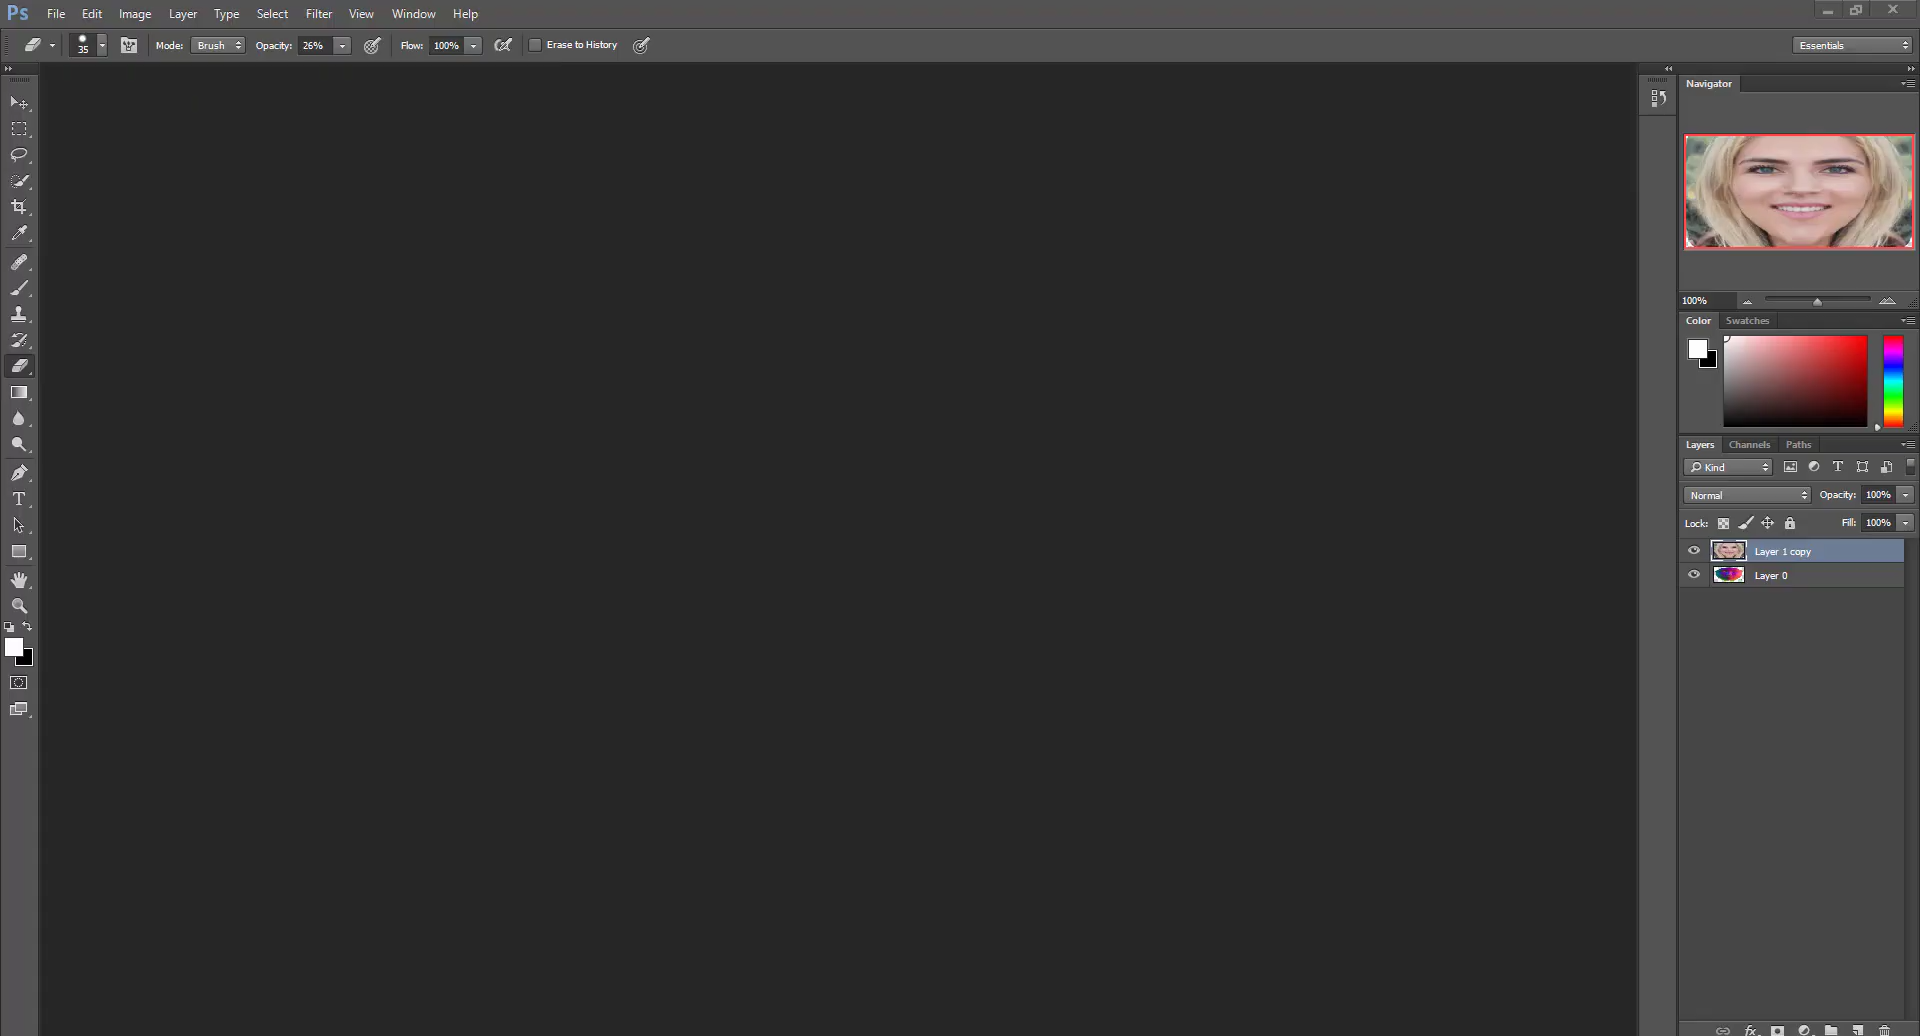 Ps File Edit Image Layer Type Select Filter View Window Help
35 Mode: Brush Opacity: 26% Flow: 100% Erase to History Essentials
Navigator
100%
Color Swatches
Layers Channels Paths
Kind
Normal Opacity: 100%
Lock: Fill: 100%
Layer 1 copy
Layer 0
fx